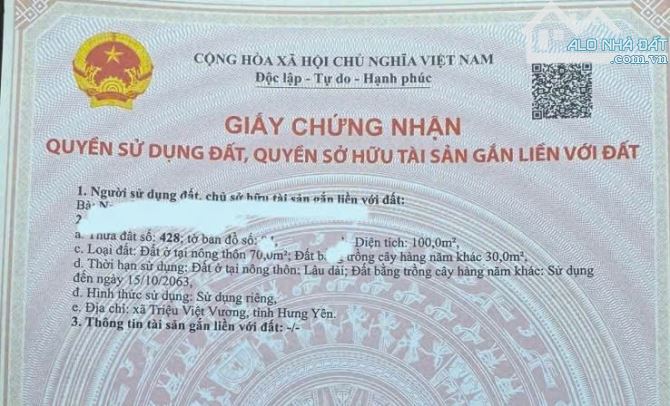 ALO NHÀ ĐẤT
.com.vn
CỘNG HÒA XÃ HỘI CHỦ NGHĨA VIỆT NAM
Độc lập - Tự do - Hạnh phúc
GIẤY CHỨNG NHẬN
QUYỀN SỬ DỤNG ĐẤT, QUYỀN SỞ HỮU TÀI SẢN GẮN LIỀN VỚI ĐẤT
1. Người sử dụng đất, chủ sở hữu tài sản gắn liền với đất:
Bà:
2
a. Thửa đất số: 428; tờ bản đồ số: Diện tích: 100,0m²,
c. Loại đất: Đất ở tại nông thôn 70,0m²; Đất bằng trồng cây hàng năm khác 30,0m²,
d. Thời hạn sử dụng: Đất ở tại nông thôn: Lâu dài; Đất bằng trồng cây hàng năm khác: Sử dụng
đến ngày 15/10/2063,
đ. Hình thức sử dụng: Sử dụng riêng,
e. Địa chỉ: xã Triệu Việt Vương, tỉnh Hưng Yên.
3. Thông tin tài sản gắn liền với đất: -/-